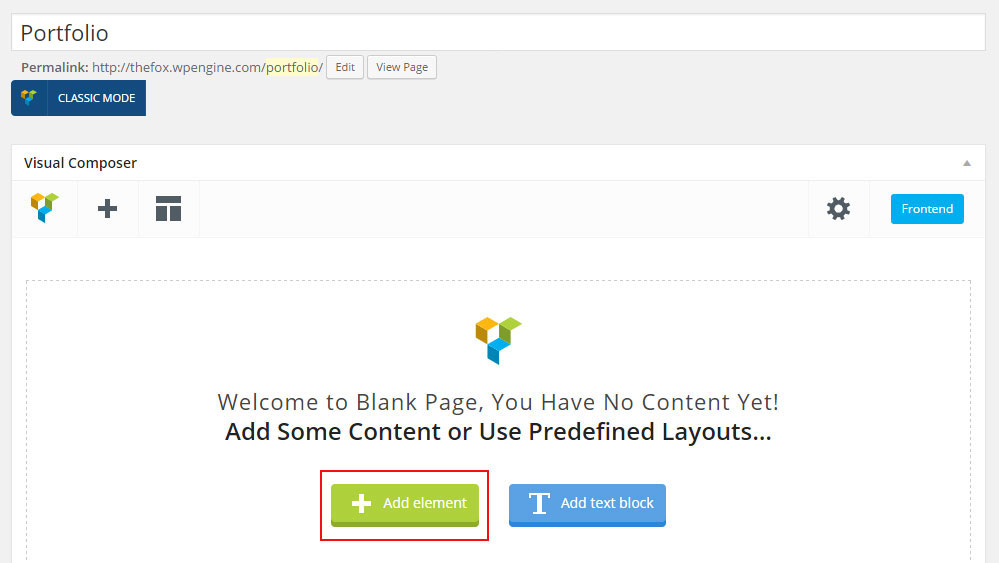 Portfolio
Permalink: http://thefox.wpengine.com/portfolio/ Edit View Page
CLASSIC MODE
Visual Composer
Frontend
Welcome to Blank Page, You Have No Content Yet!
Add Some Content or Use Predefined Layouts...
Add element T Add text block